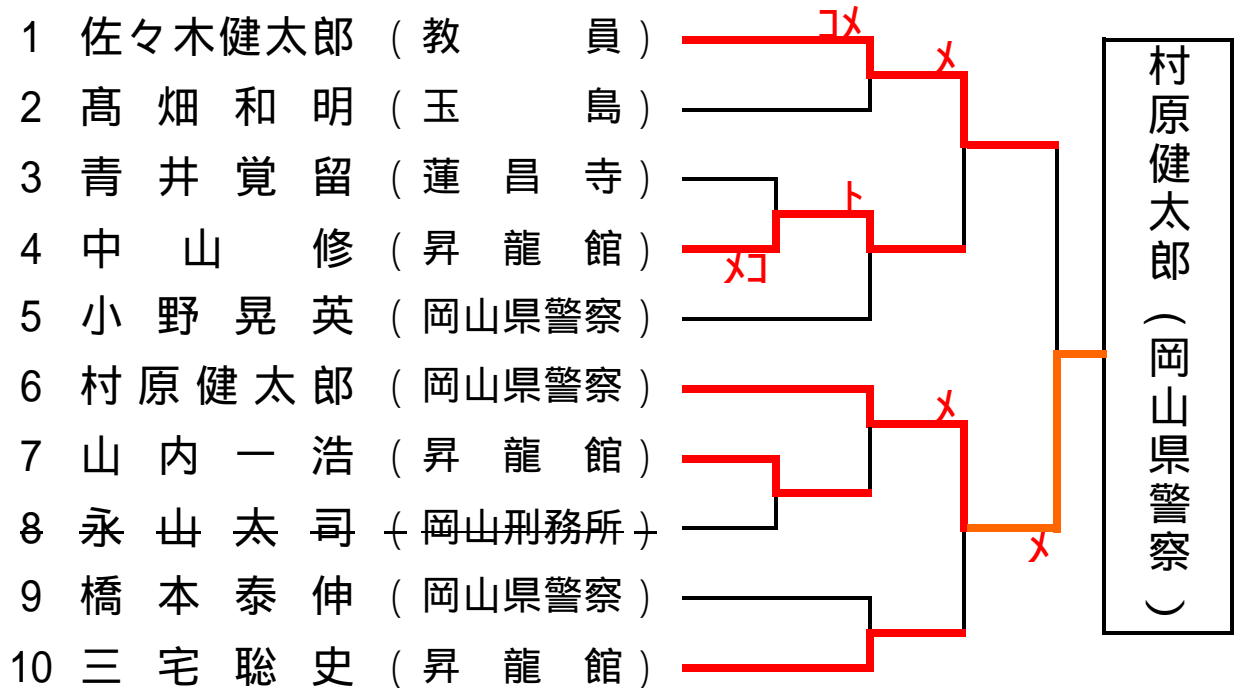 1 佐々木健太郎 (教 員)
コメ
メ
2 髙畑和明 (玉 島)
3 青井覚留 (蓮昌寺)
ト
4 中山 修 (昇龍館)
メコ
5 小野晃英 (岡山県警察)
6 村原健太郎 (岡山県警察)
メ
7 山内一浩 (昇龍館)
8 永山太司 (岡山刑務所)
メ
9 橋本泰伸 (岡山県警察)
10 三宅聡史 (昇龍館)
村原健太郎(岡山県警察)